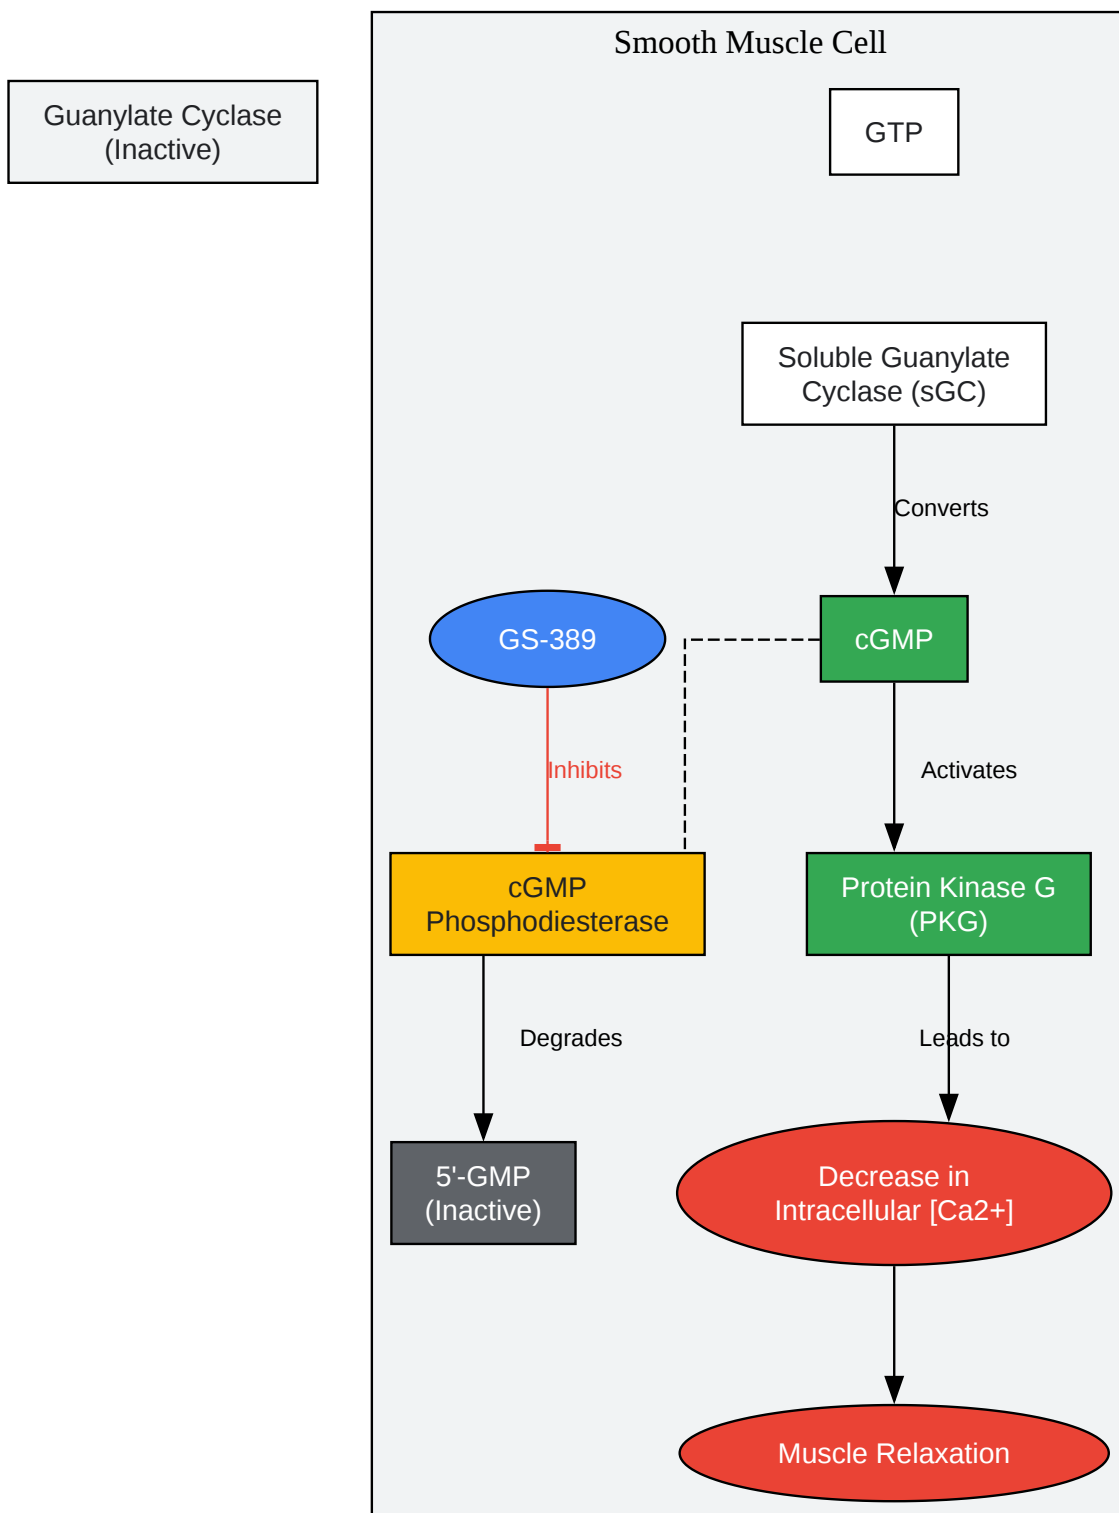 Smooth Muscle Cell
Guanylate Cyclase
(Inactive)
GTP
Soluble Guanylate
Cyclase (sGC)
Converts
GS-389
cGMP
Inhibits
Activates
cGMP
Phosphodiesterase
Protein Kinase G
(PKG)
Degrades
Leads to
5'-GMP
(Inactive)
Decrease in
Intracellular [Ca2+]
Muscle Relaxation